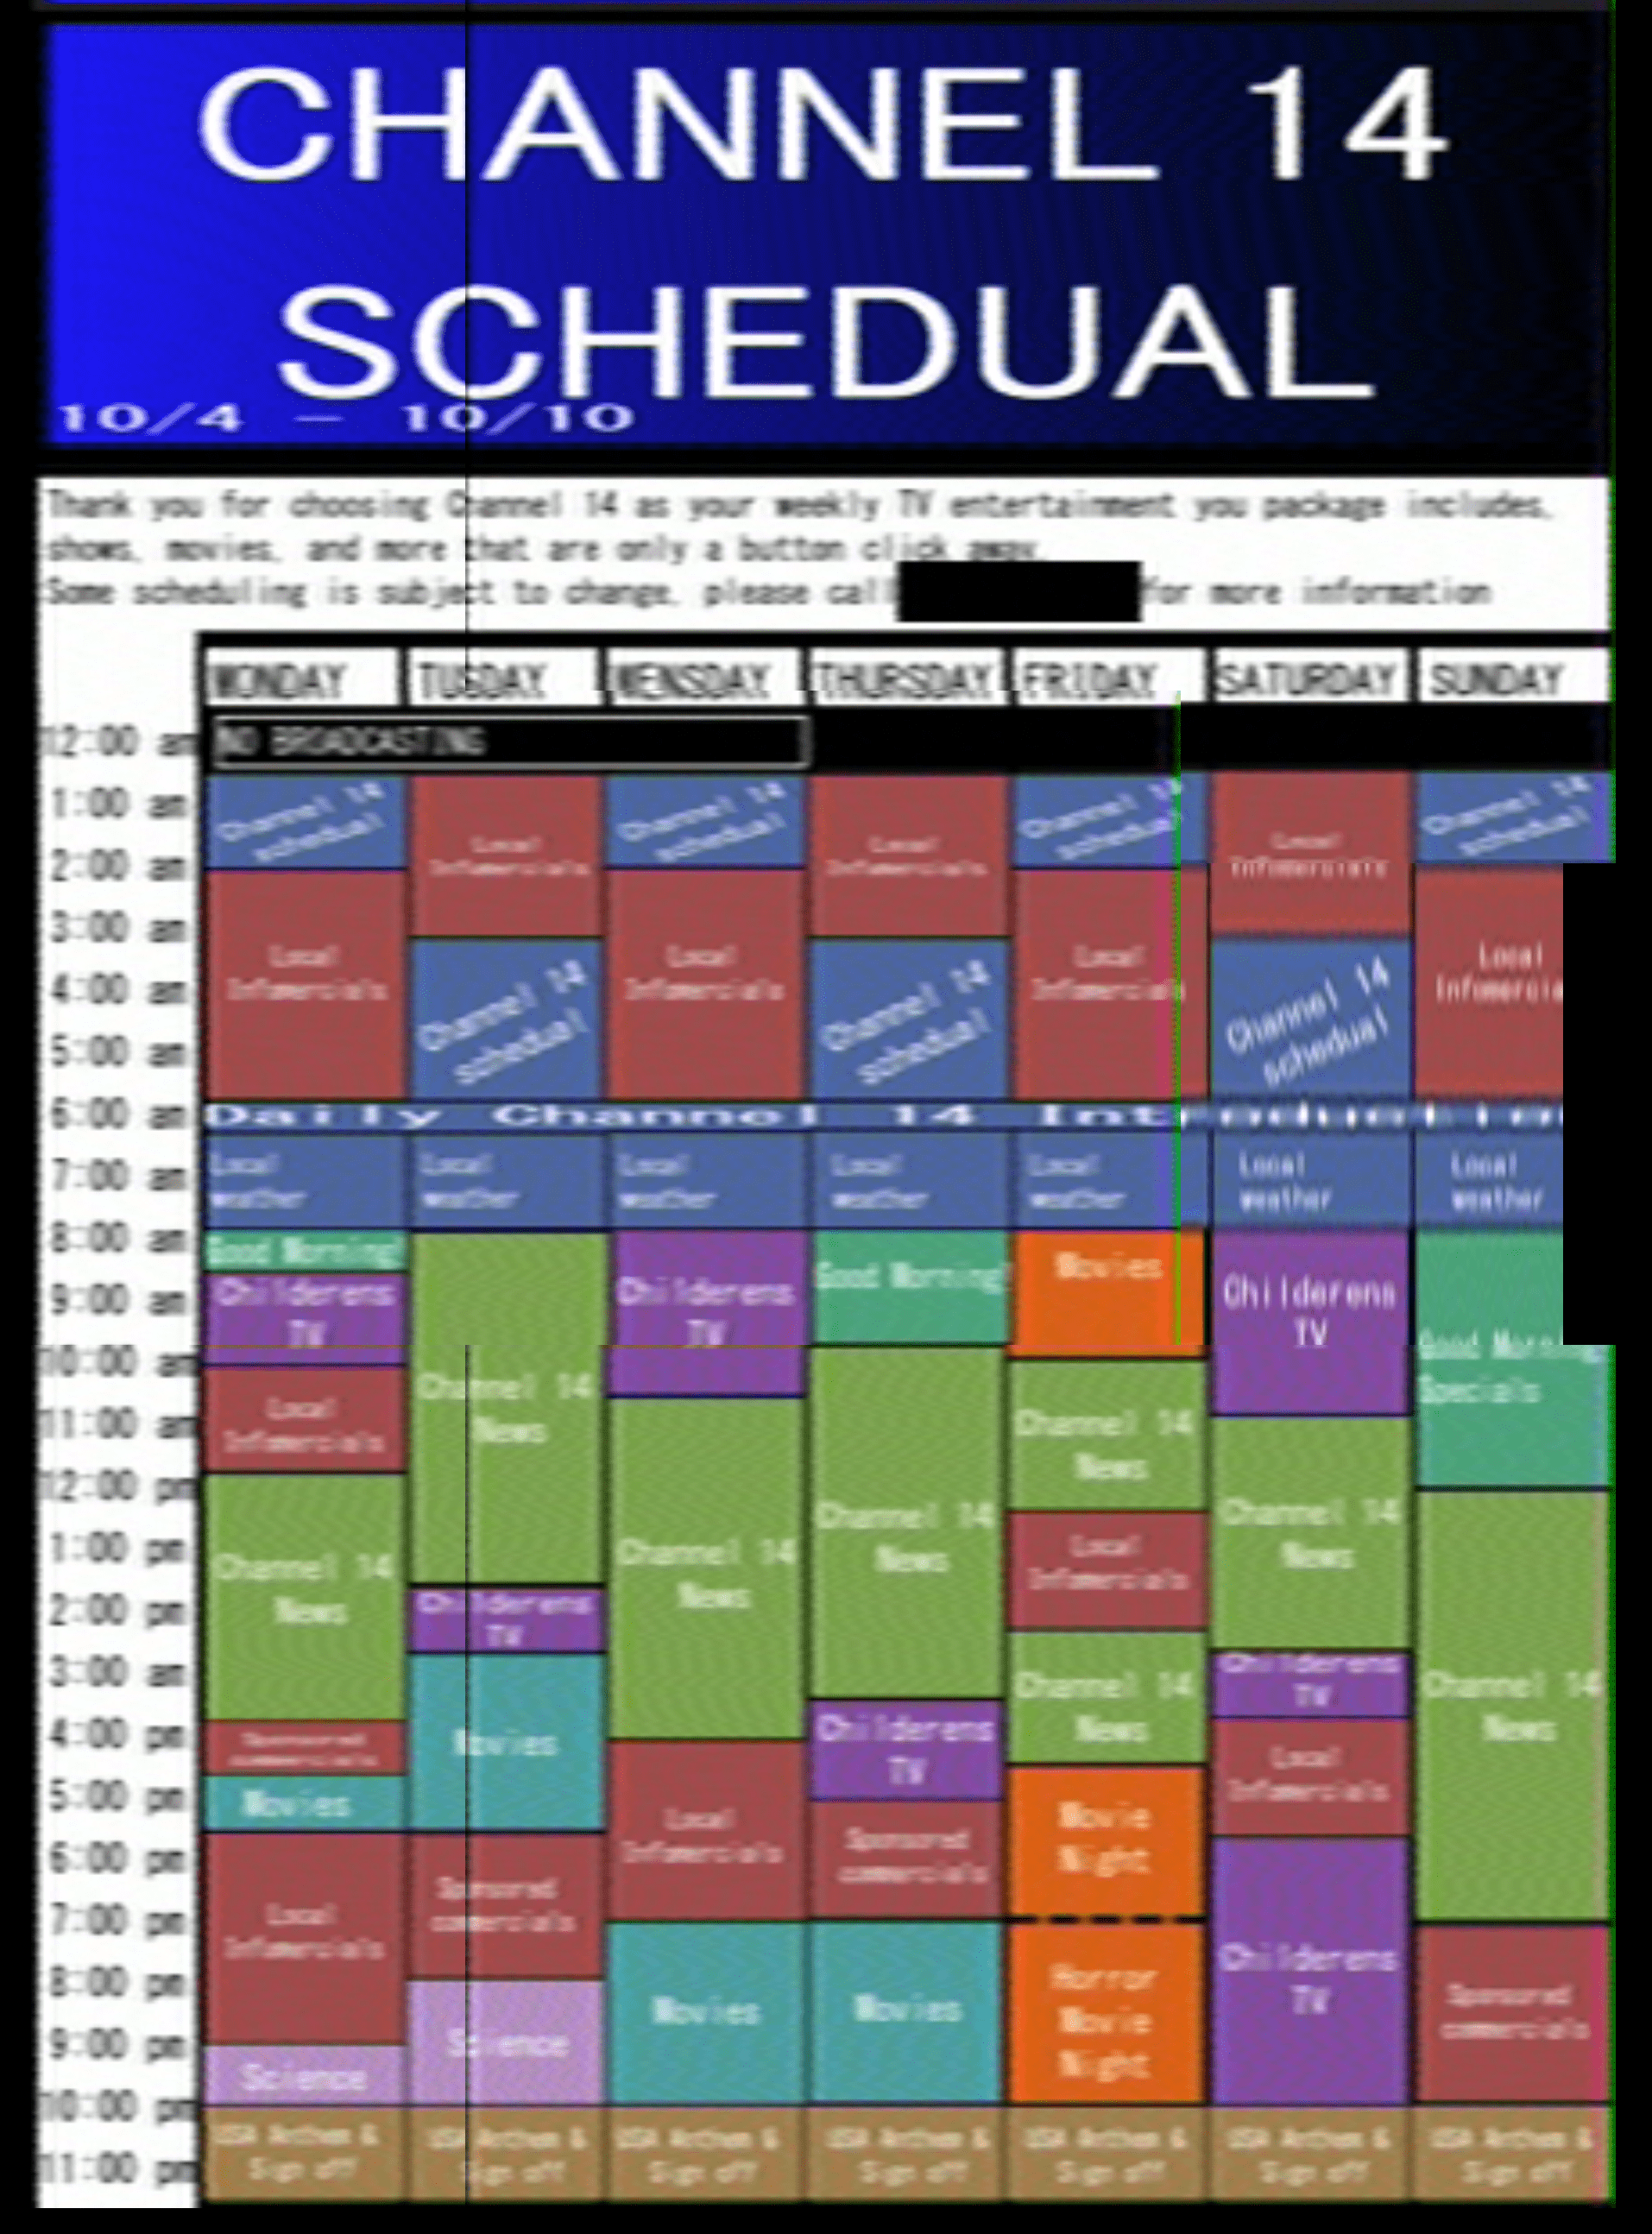 CHANNEL 14
SCHEDUAL
10/4 - 10/10
Thank you for choosing Channel 14 as your weekly TV entertainment you package includes,
shows, movies, and more that are only a button click away.
Some scheduling is subject to change, please call
for more information
MONDAY TUSDAY WENSDAY THURSDAY FRIDAY SATURDAY SUNDAY
12:00 am
NO BROADCASTING
1:00 am
2:00 am
3:00 am
4:00 am
5:00 am
6:00 am
7:00 am
8:00 am
9:00 am
10:00 am
11:00 am
12:00 pm
1:00 pm
2:00 pm
3:00 am
4:00 pm
5:00 pm
6:00 pm
7:00 pm
8:00 pm
9:00 pm
10:00 pm
11:00 pm
Channel 14
schedual
Local
Infomercials
Daily Channel 14 Introductio
Local
weather
Good Morning!
Childerens
TV
Local
Infomercials
Channel 14
News
Sponsored
commercials
Movies
Local
Infomercials
Science
USA Anthem &
Sign off
Local
Infomercials
Channel 14
schedual
Local
weather
Channel 14
News
Childerens
TV
Movies
Sponsored
commercials
Science
USA Anthem &
Sign off
Channel 14
schedual
Local
Infomercials
Local
weather
Childerens
TV
Channel 14
News
Local
Infomercials
Movies
USA Anthem &
Sign off
Local
Infomercials
Channel 14
schedual
Local
weather
Good Morning!
Channel 14
News
Childerens
TV
Sponsored
commercials
Movies
USA Anthem &
Sign off
Channel 14
schedual
Local
Infomercials
Local
weather
Movies
Channel 14
News
Local
Infomercials
Channel 14
News
Movie
Night
Horror
Movie
Night
USA Anthem &
Sign off
Local
Infomercials
Channel 14
schedual
Local
weather
Childerens
TV
Channel 14
News
Childerens
TV
Local
Infomercials
Childerens
TV
USA Anthem &
Sign off
Channel 14
schedual
Local
Infomercia
Local
weather
Good Morning
Specials
Channel 14
News
Sponsored
commercials
USA Anthem &
Sign off